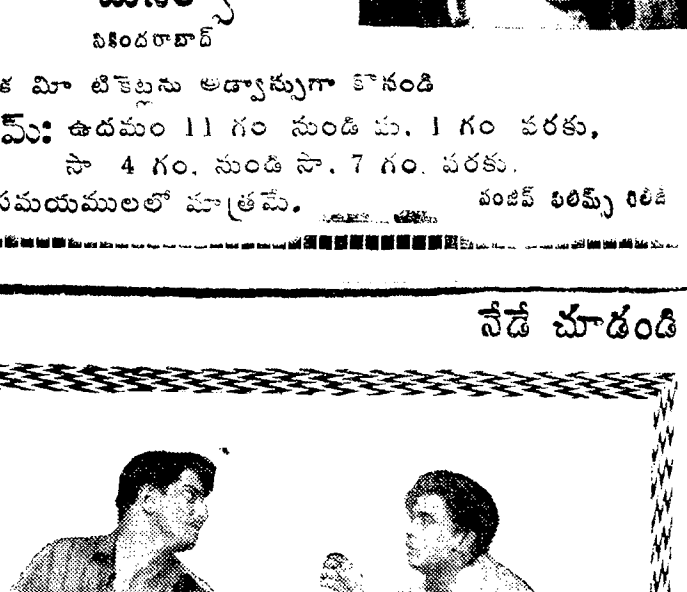 సికిందరాబాద్
మీ టికెట్లను అడ్వాన్సుగా కొనండి
ఉదయం 11 గం నుండి మ. 1 గం వరకు,
సా 4 గం. నుండి సా. 7 గం. వరకు.
సమయములలో మాత్రమే.
నంజివ్ ఫిలిమ్స్ రిలీజ్
నేడే చూడండి